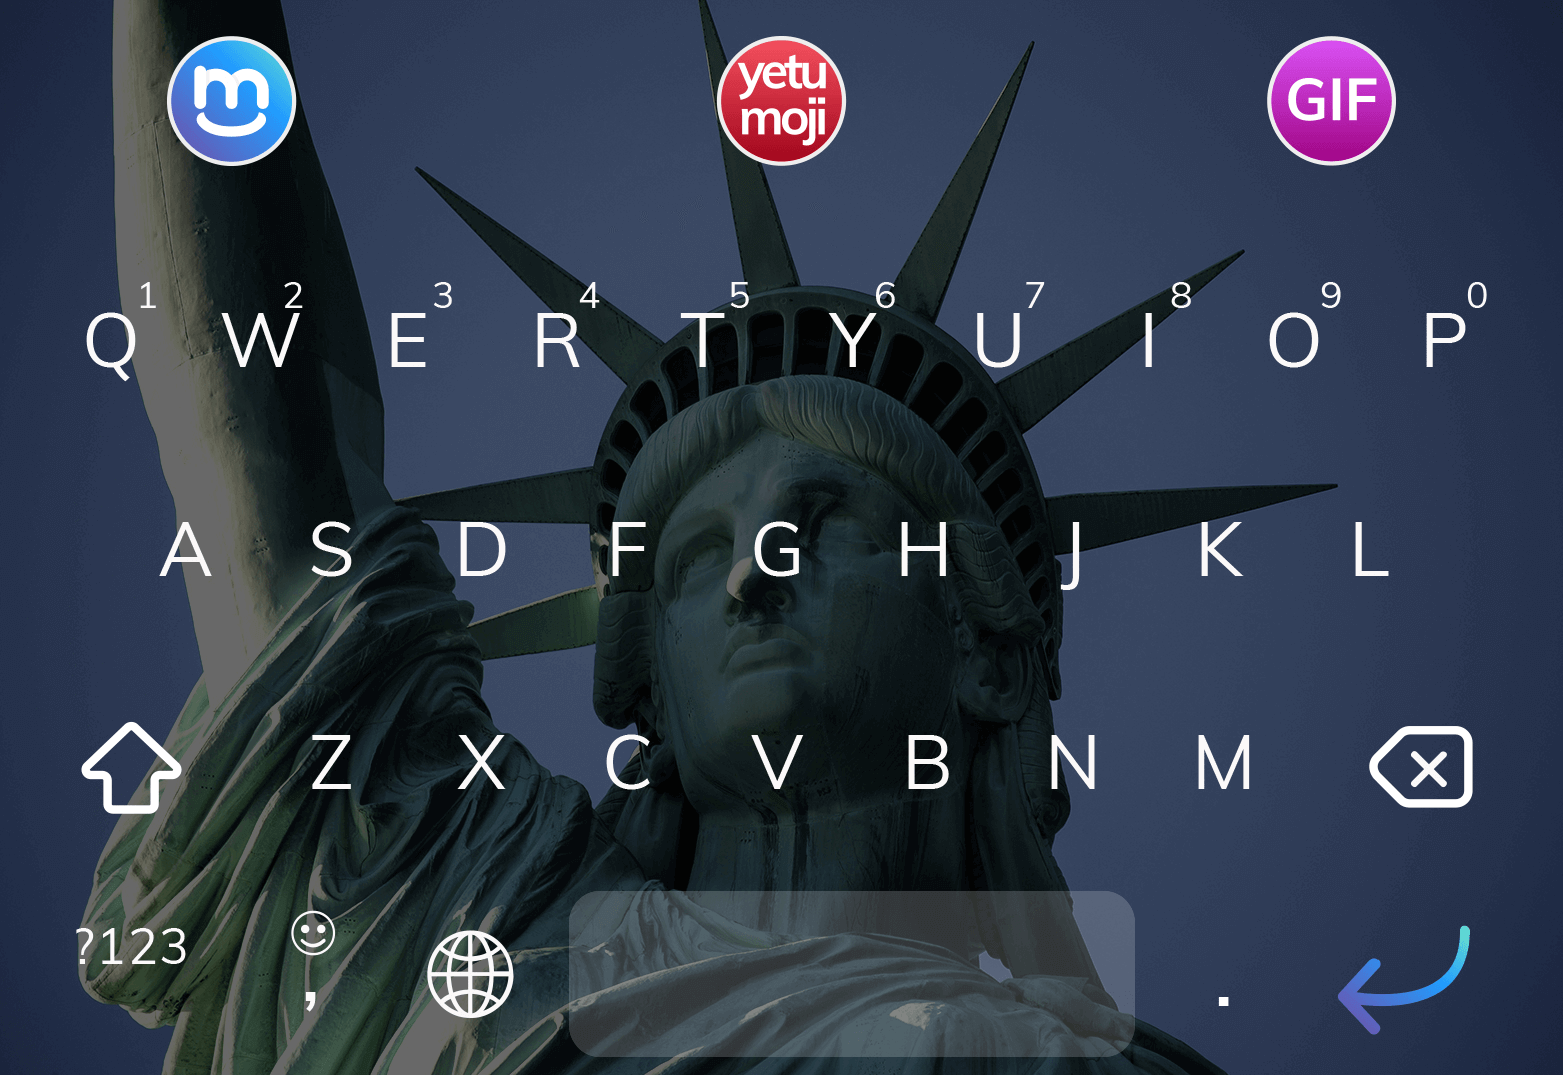 m
yetu
moji
GIF
1 2 3 4 5 6 7 8 9 0
Q W E R T Y U I O P
A S D F G H J K L
Z X C V B N M
?123 , .